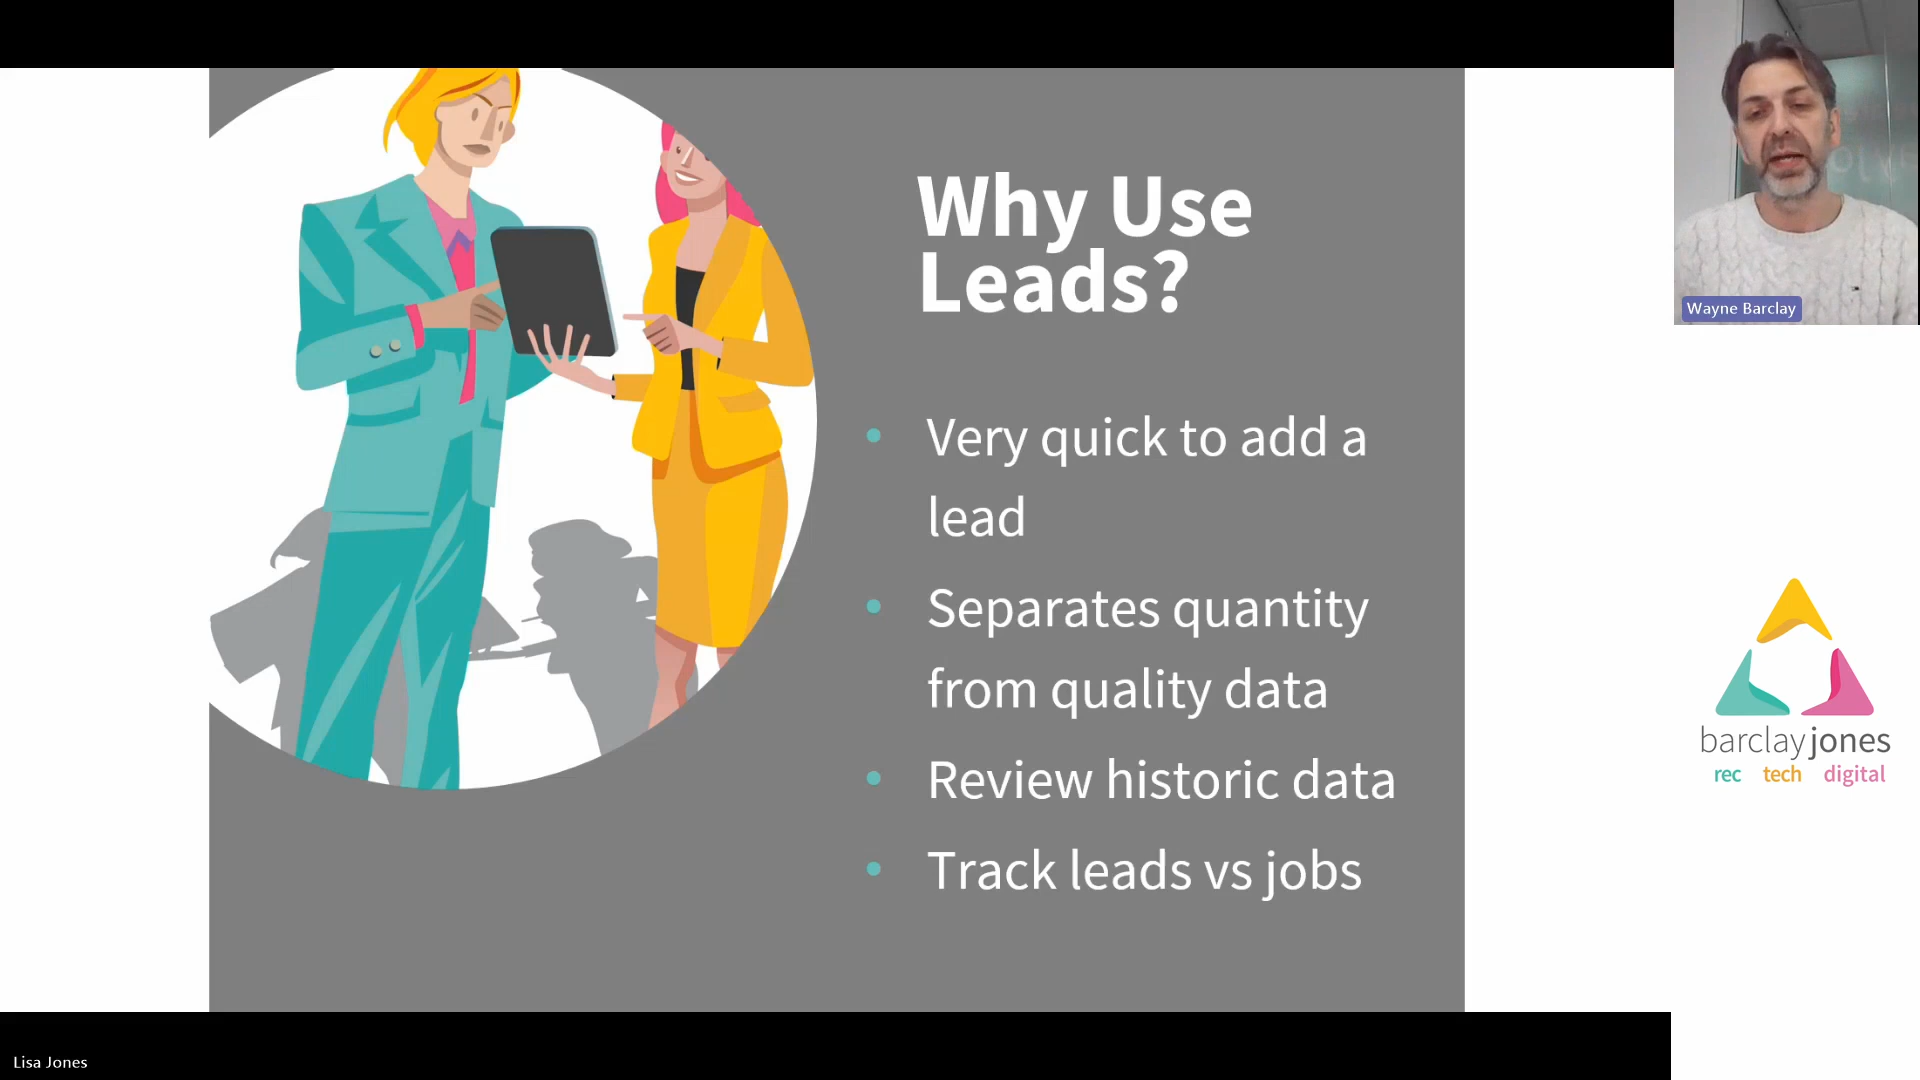 Why Use
Leads?
Very quick to add a
lead
Separates quantity
from quality data
Review historic data
Track leads vs jobs
Wayne Barclay
barclayjones
rec tech digital
Lisa Jones